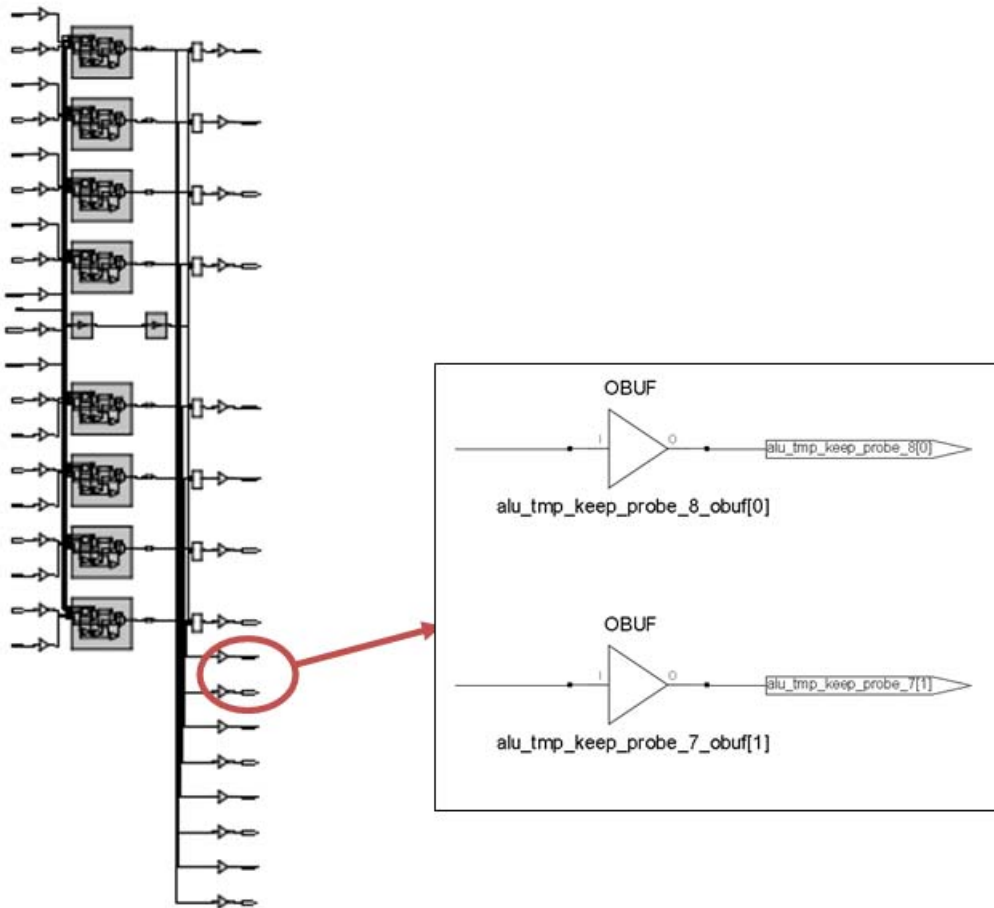 OBUF
I
O
alu_tmp_keep_probe_8[0]
alu_tmp_keep_probe_8_obuf[0]
OBUF
I
O
alu_tmp_keep_probe_7[1]
alu_tmp_keep_probe_7_obuf[1]